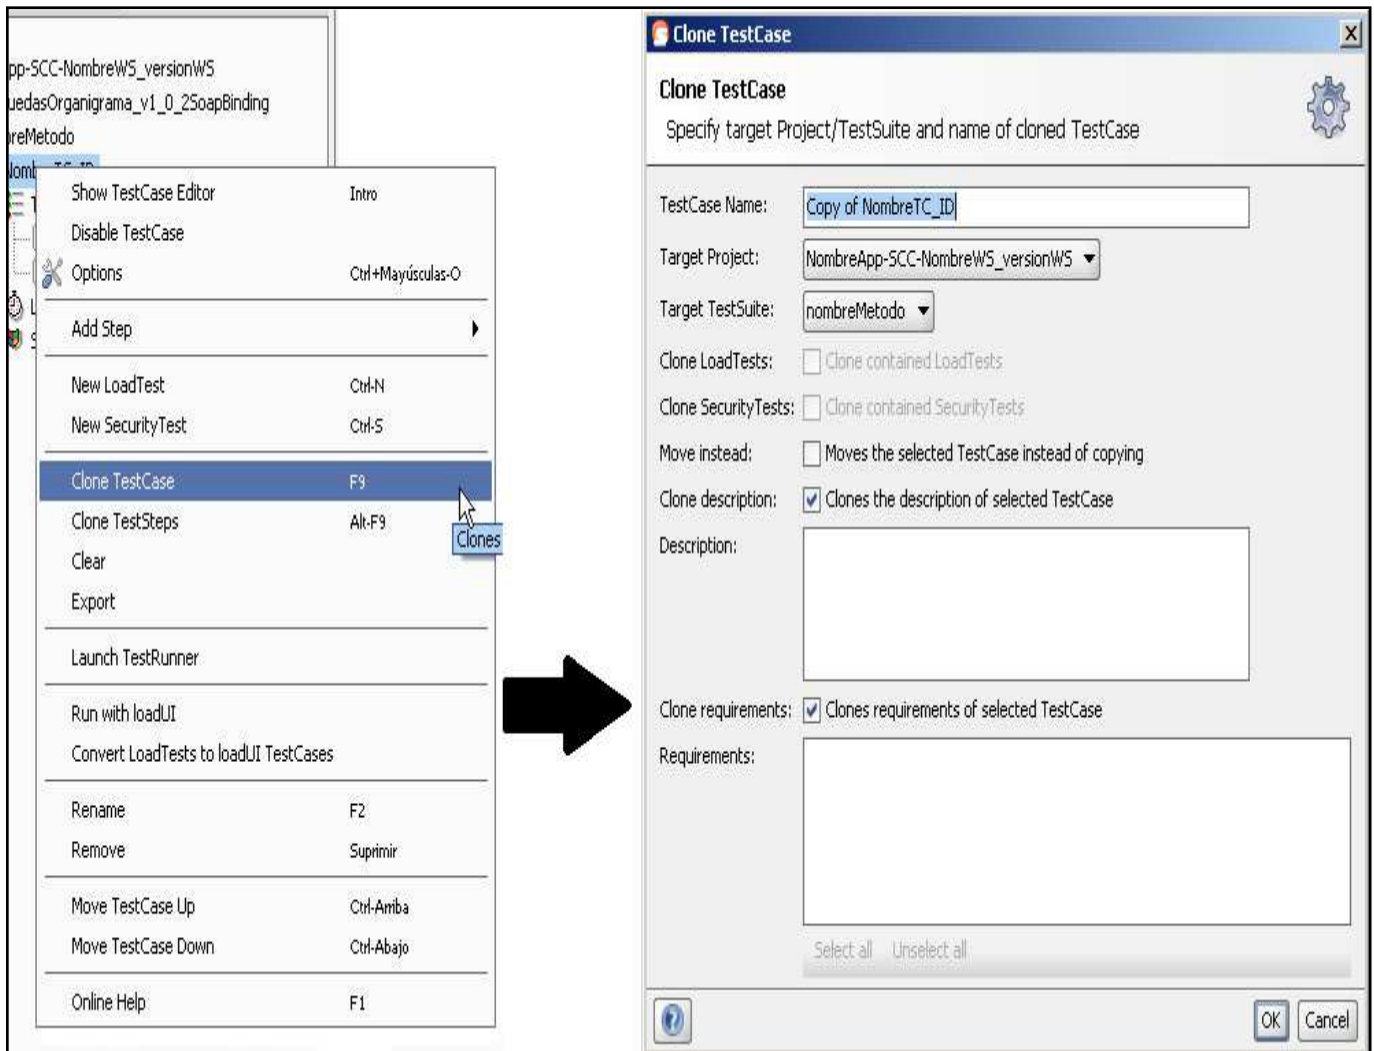 pp-SCC-NombreWS_versionWS
uedasOrganigrama_v1_0_2SoapBinding
breMetodo
Show TestCase Editor Intro
Disable TestCase
Options Ctrl+Mayúsculas-O
Add Step
New LoadTest Ctrl-N
New SecurityTest Ctrl-S
Clone TestCase F9
Clone TestSteps Alt-F9
Clones
Clear
Export
Launch TestRunner
Run with loadUI
Convert LoadTests to loadUI TestCases
Rename F2
Remove Suprimir
Move TestCase Up Ctrl-Arriba
Move TestCase Down Ctrl-Abajo
Online Help F1
Clone TestCase
Clone TestCase
Specify target Project/TestSuite and name of cloned TestCase
TestCase Name: Copy of NombreTC_ID
Target Project: NombreApp-SCC-NombreWS_versionWS
Target TestSuite: nombreMetodo
Clone LoadTests: Clone contained LoadTests
Clone SecurityTests: Clone contained SecurityTests
Move instead: Moves the selected TestCase instead of copying
Clone description: Clones the description of selected TestCase
Description:
Clone requirements: Clones requirements of selected TestCase
Requirements:
Select all Unselect all
OK Cancel